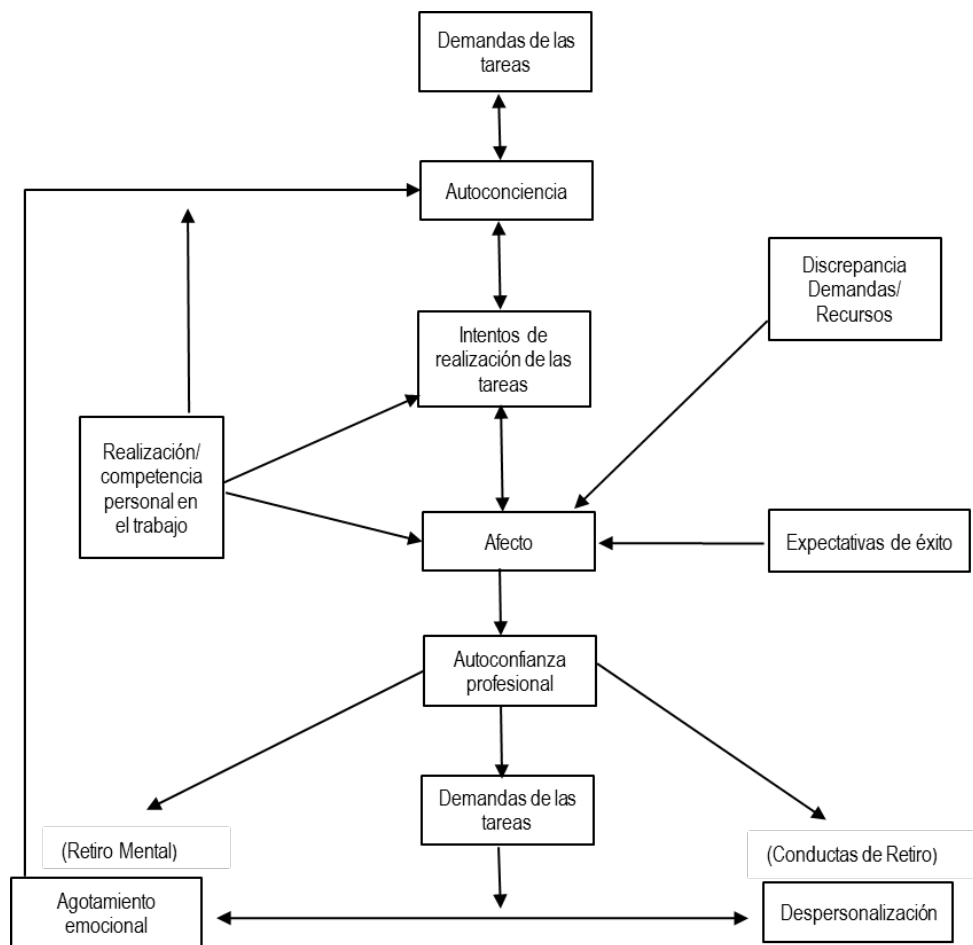 Demandas de las
tareas
Autoconciencia
Discrepancia
Demandas/
Recursos
Intentos de
realización de las
tareas
Realización/
competencia
personal en
el trabajo
Afecto
Expectativas de éxito
Autoconfianza
profesional
Demandas de las
tareas
(Retiro Mental)
(Conductas de Retiro)
Agotamiento
emocional
Despersonalización